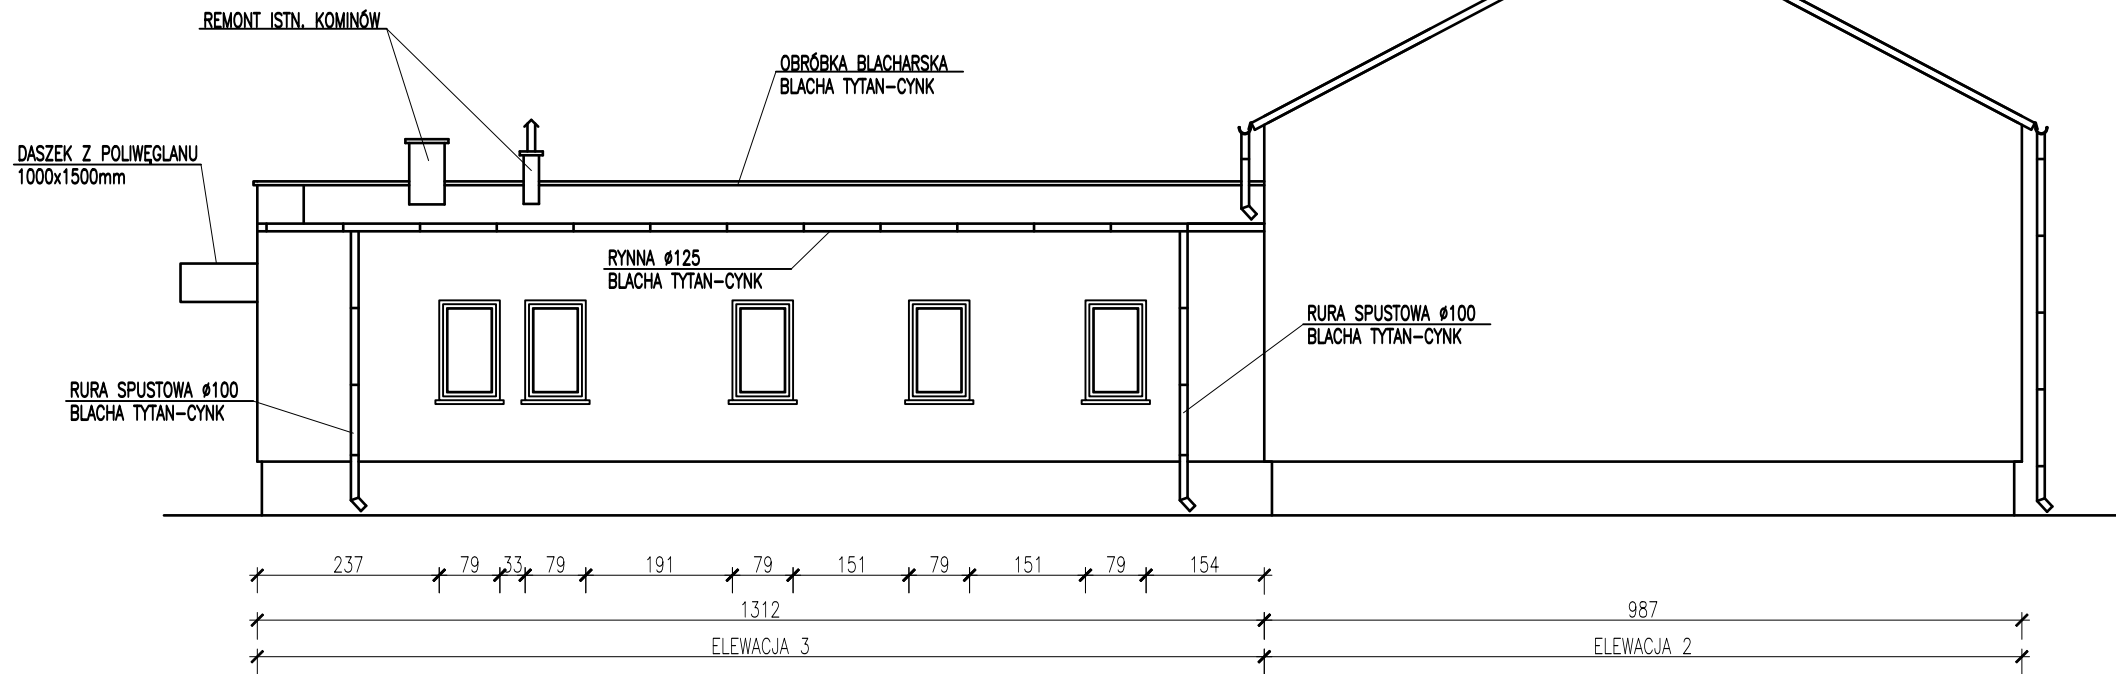 REMONT ISTN. KOMINÓW
OBRÓBKA BLACHARSKA
BLACHA TYTAN-CYNK
DASZEK Z POLIWĘGLANU
1000x1500mm
RYNNA ø125
BLACHA TYTAN-CYNK
RURA SPUSTOWA ø100
BLACHA TYTAN-CYNK
RURA SPUSTOWA ø100
BLACHA TYTAN-CYNK
237 79 33 79 191 79 151 79 151 79 154
1312 987
ELEWACJA 3 ELEWACJA 2